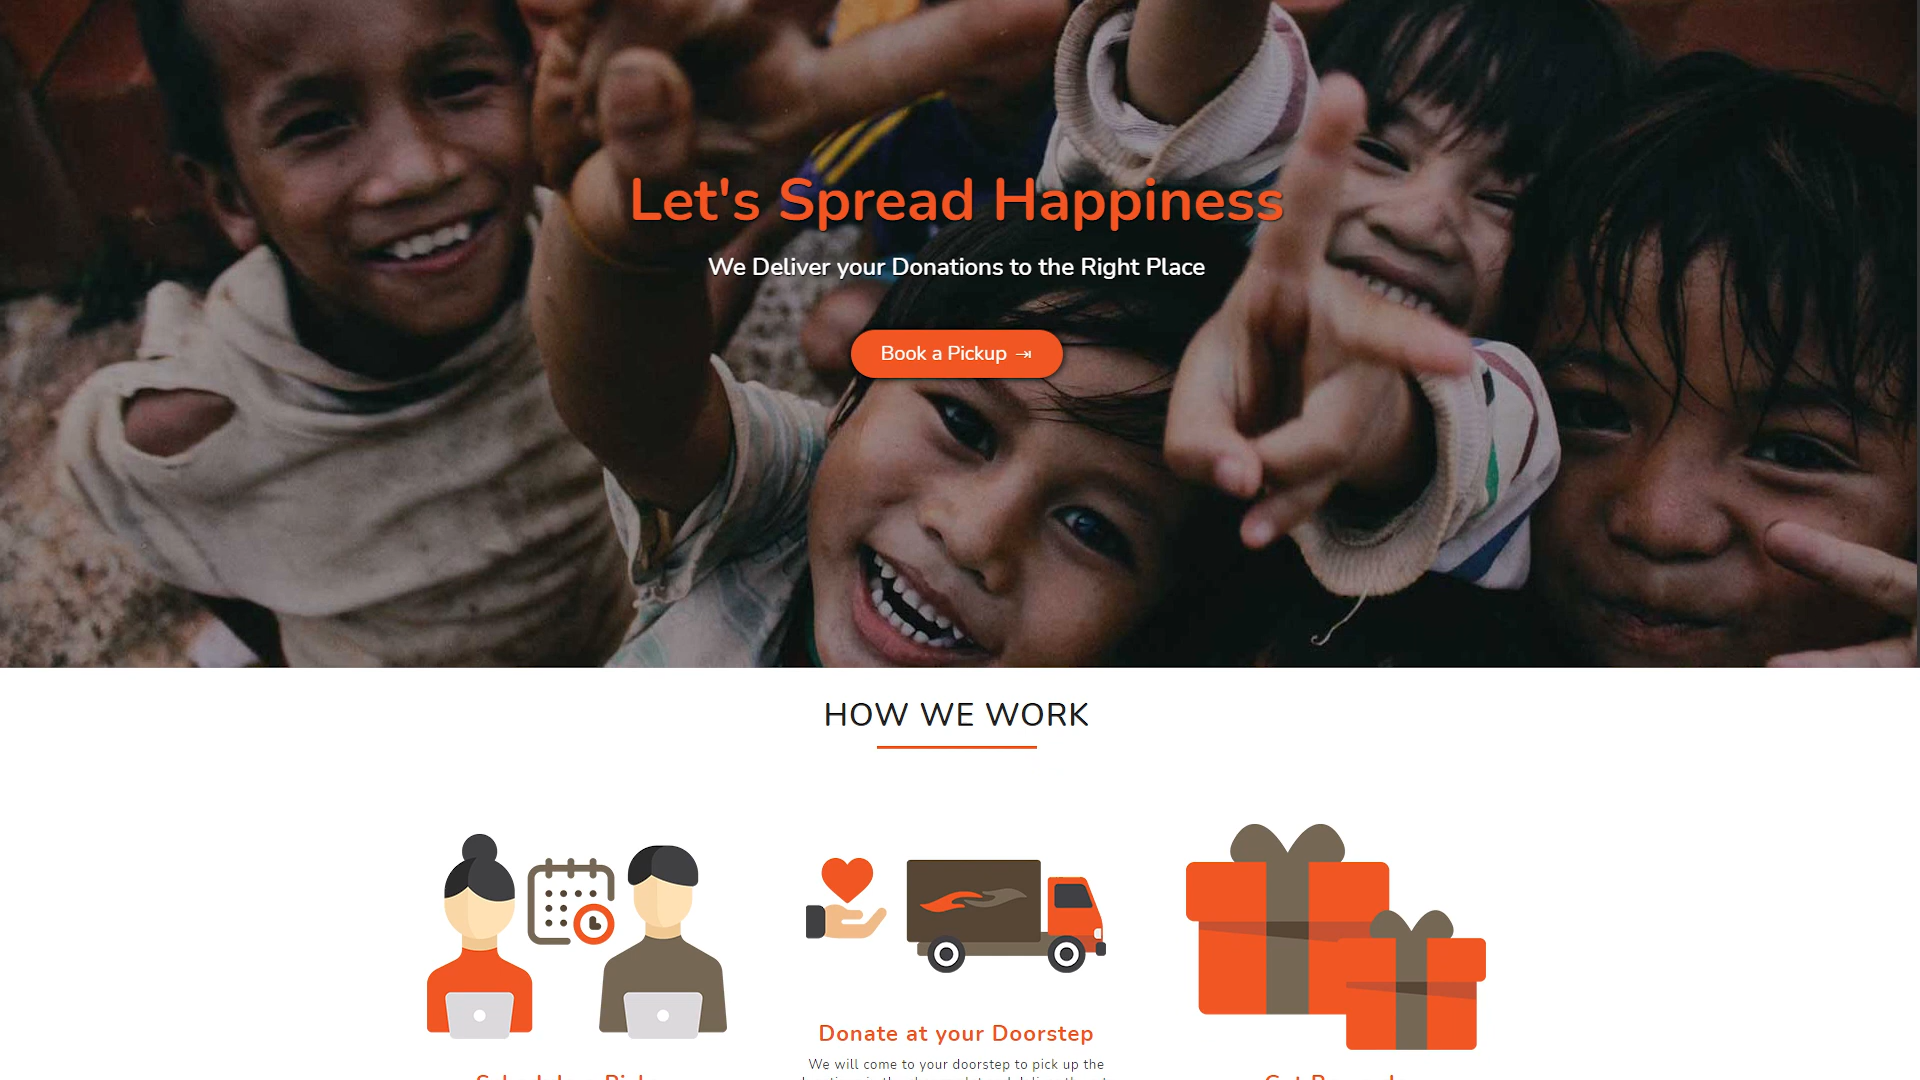 Let's Spread Happiness
We Deliver your Donations to the Right Place
Book a Pickup ⇥
HOW WE WORK
Donate at your Doorstep
We will come to your doorstep to pick up the